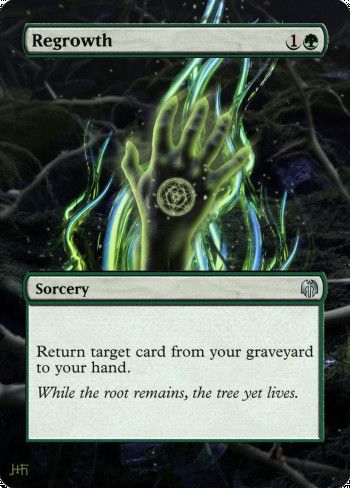 Regrowth 1
Sorcery
Return target card from your graveyard
to your hand.
While the root remains, the tree yet lives.